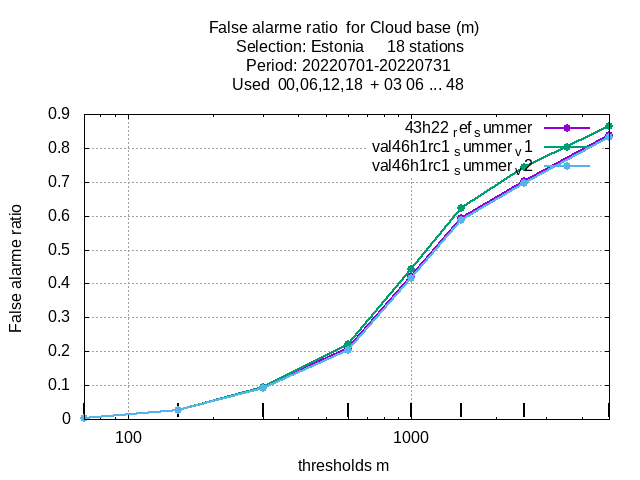 False alarme ratio  for Cloud base (m)
Selection: Estonia     18 stations
Period: 20220701-20220731
Used  00,06,12,18  + 03 06 ... 48
43h22 ref summer
val46h1rc1 summer v1
val46h1rc1 summer v2
0.9
0.8
0.7
0.6
0.5
0.4
0.3
0.2
0.1
0
False alarme ratio
100
1000
thresholds m